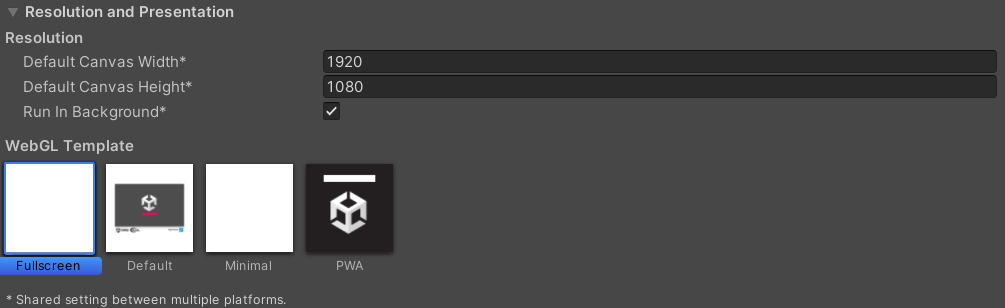 Resolution and Presentation
Resolution
Default Canvas Width* 1920
Default Canvas Height* 1080
Run In Background*
WebGL Template
Fullscreen Default Minimal PWA
* Shared setting between multiple platforms.